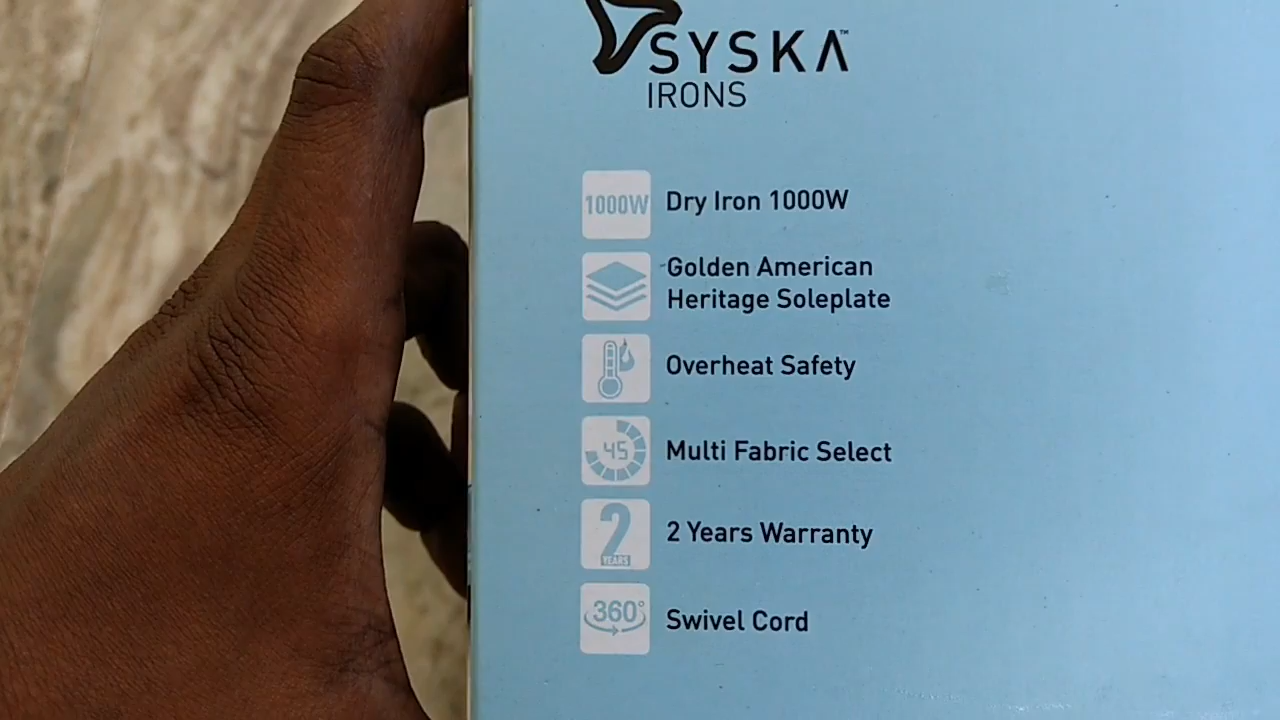 SYSKA™
IRONS
1000W Dry Iron 1000W
Golden American
Heritage Soleplate
Overheat Safety
45 Multi Fabric Select
2 YEARS 2 Years Warranty
360° Swivel Cord